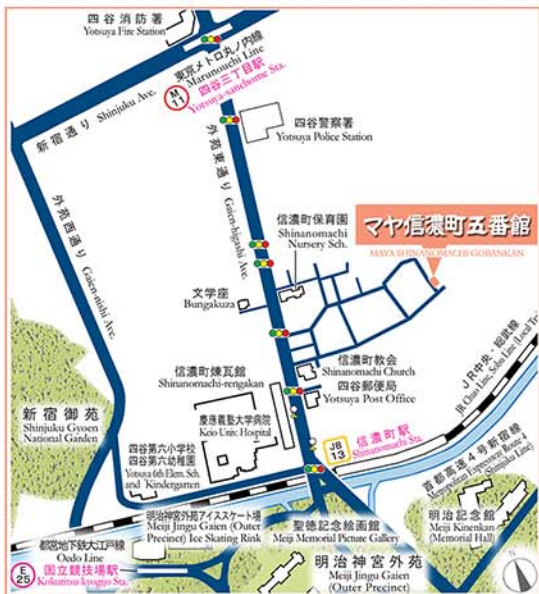 四谷消防署
Yotsuya Fire Station
東京メトロ丸ノ内線
Marunouchi Line
M
11
四谷三丁目駅
Yotsuya-sanchome Sta.
新宿通り Shinjuku Ave.
四谷警察署
Yotsuya Police Station
外苑東通り Gaien-higashi Ave.
外苑西通り Gaien-nishi Ave.
信濃町保育園
Shinanomachi
Nursery Sch.
マヤ信濃町五番館
MAYA SHINANOMACHI GOBANKAN
文学座
Bungakuza
信濃町教会
Shinanomachi Church
四谷郵便局
Yotsuya Post Office
信濃町煉瓦館
Shinanomachi-rengakan
JR中央・総武線
JR Chuo Line, Sobu Line (Local Tr
新宿御苑
Shinjuku Gyoen
National Garden
慶應義塾大学病院
Keio Univ. Hospital
四谷第六小学校
四谷第六幼稚園
Yotsuya 6th Elem. Sch.
and Kindergarten
JB
13
信濃町駅
Shinanomachi Sta.
首都高速4号新宿線
Metropolitan Expressway Route 4
(Shinjuku Line)
明治神宮外苑アイススケート場
Meiji Jingu Gaien (Outer
Precinct) Ice Skating Rink
聖徳記念絵画館
Meiji Memorial Picture Gallery
明治記念館
Meiji Kinenkan
(Memorial Hall)
都営地下鉄大江戸線
Oedo Line
E
25
国立競技場駅
Kokuritsu-kyogijo Sta.
明治神宮外苑
Meiji Jingu Gaien
(Outer Precinct)
N